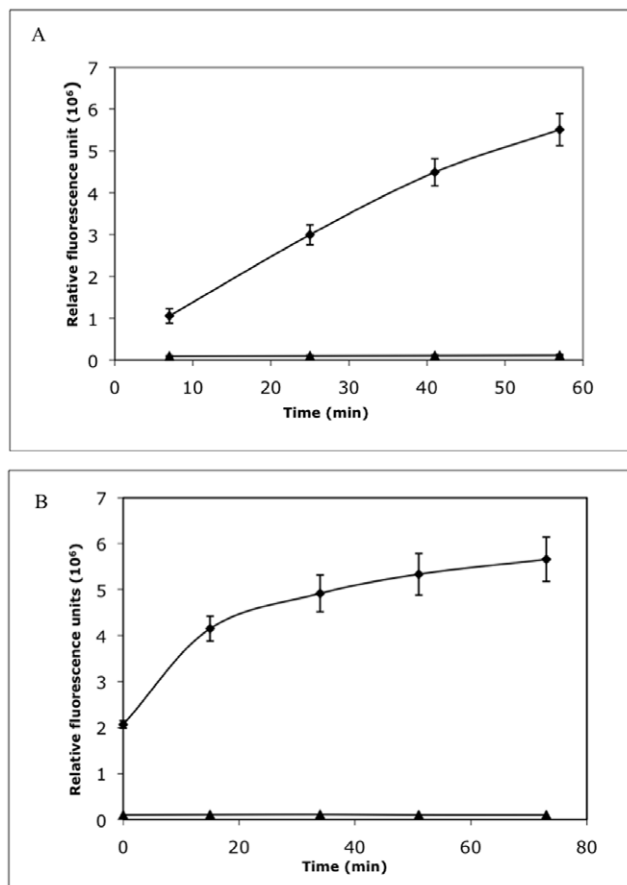 A
Relative fluorescence unit (10⁶)
7
6
5
4
3
2
1
0
0 10 20 30 40 50 60
Time (min)
B
Relative fluorescence units (10⁶)
7
6
5
4
3
2
1
0
0 20 40 60 80
Time (min)